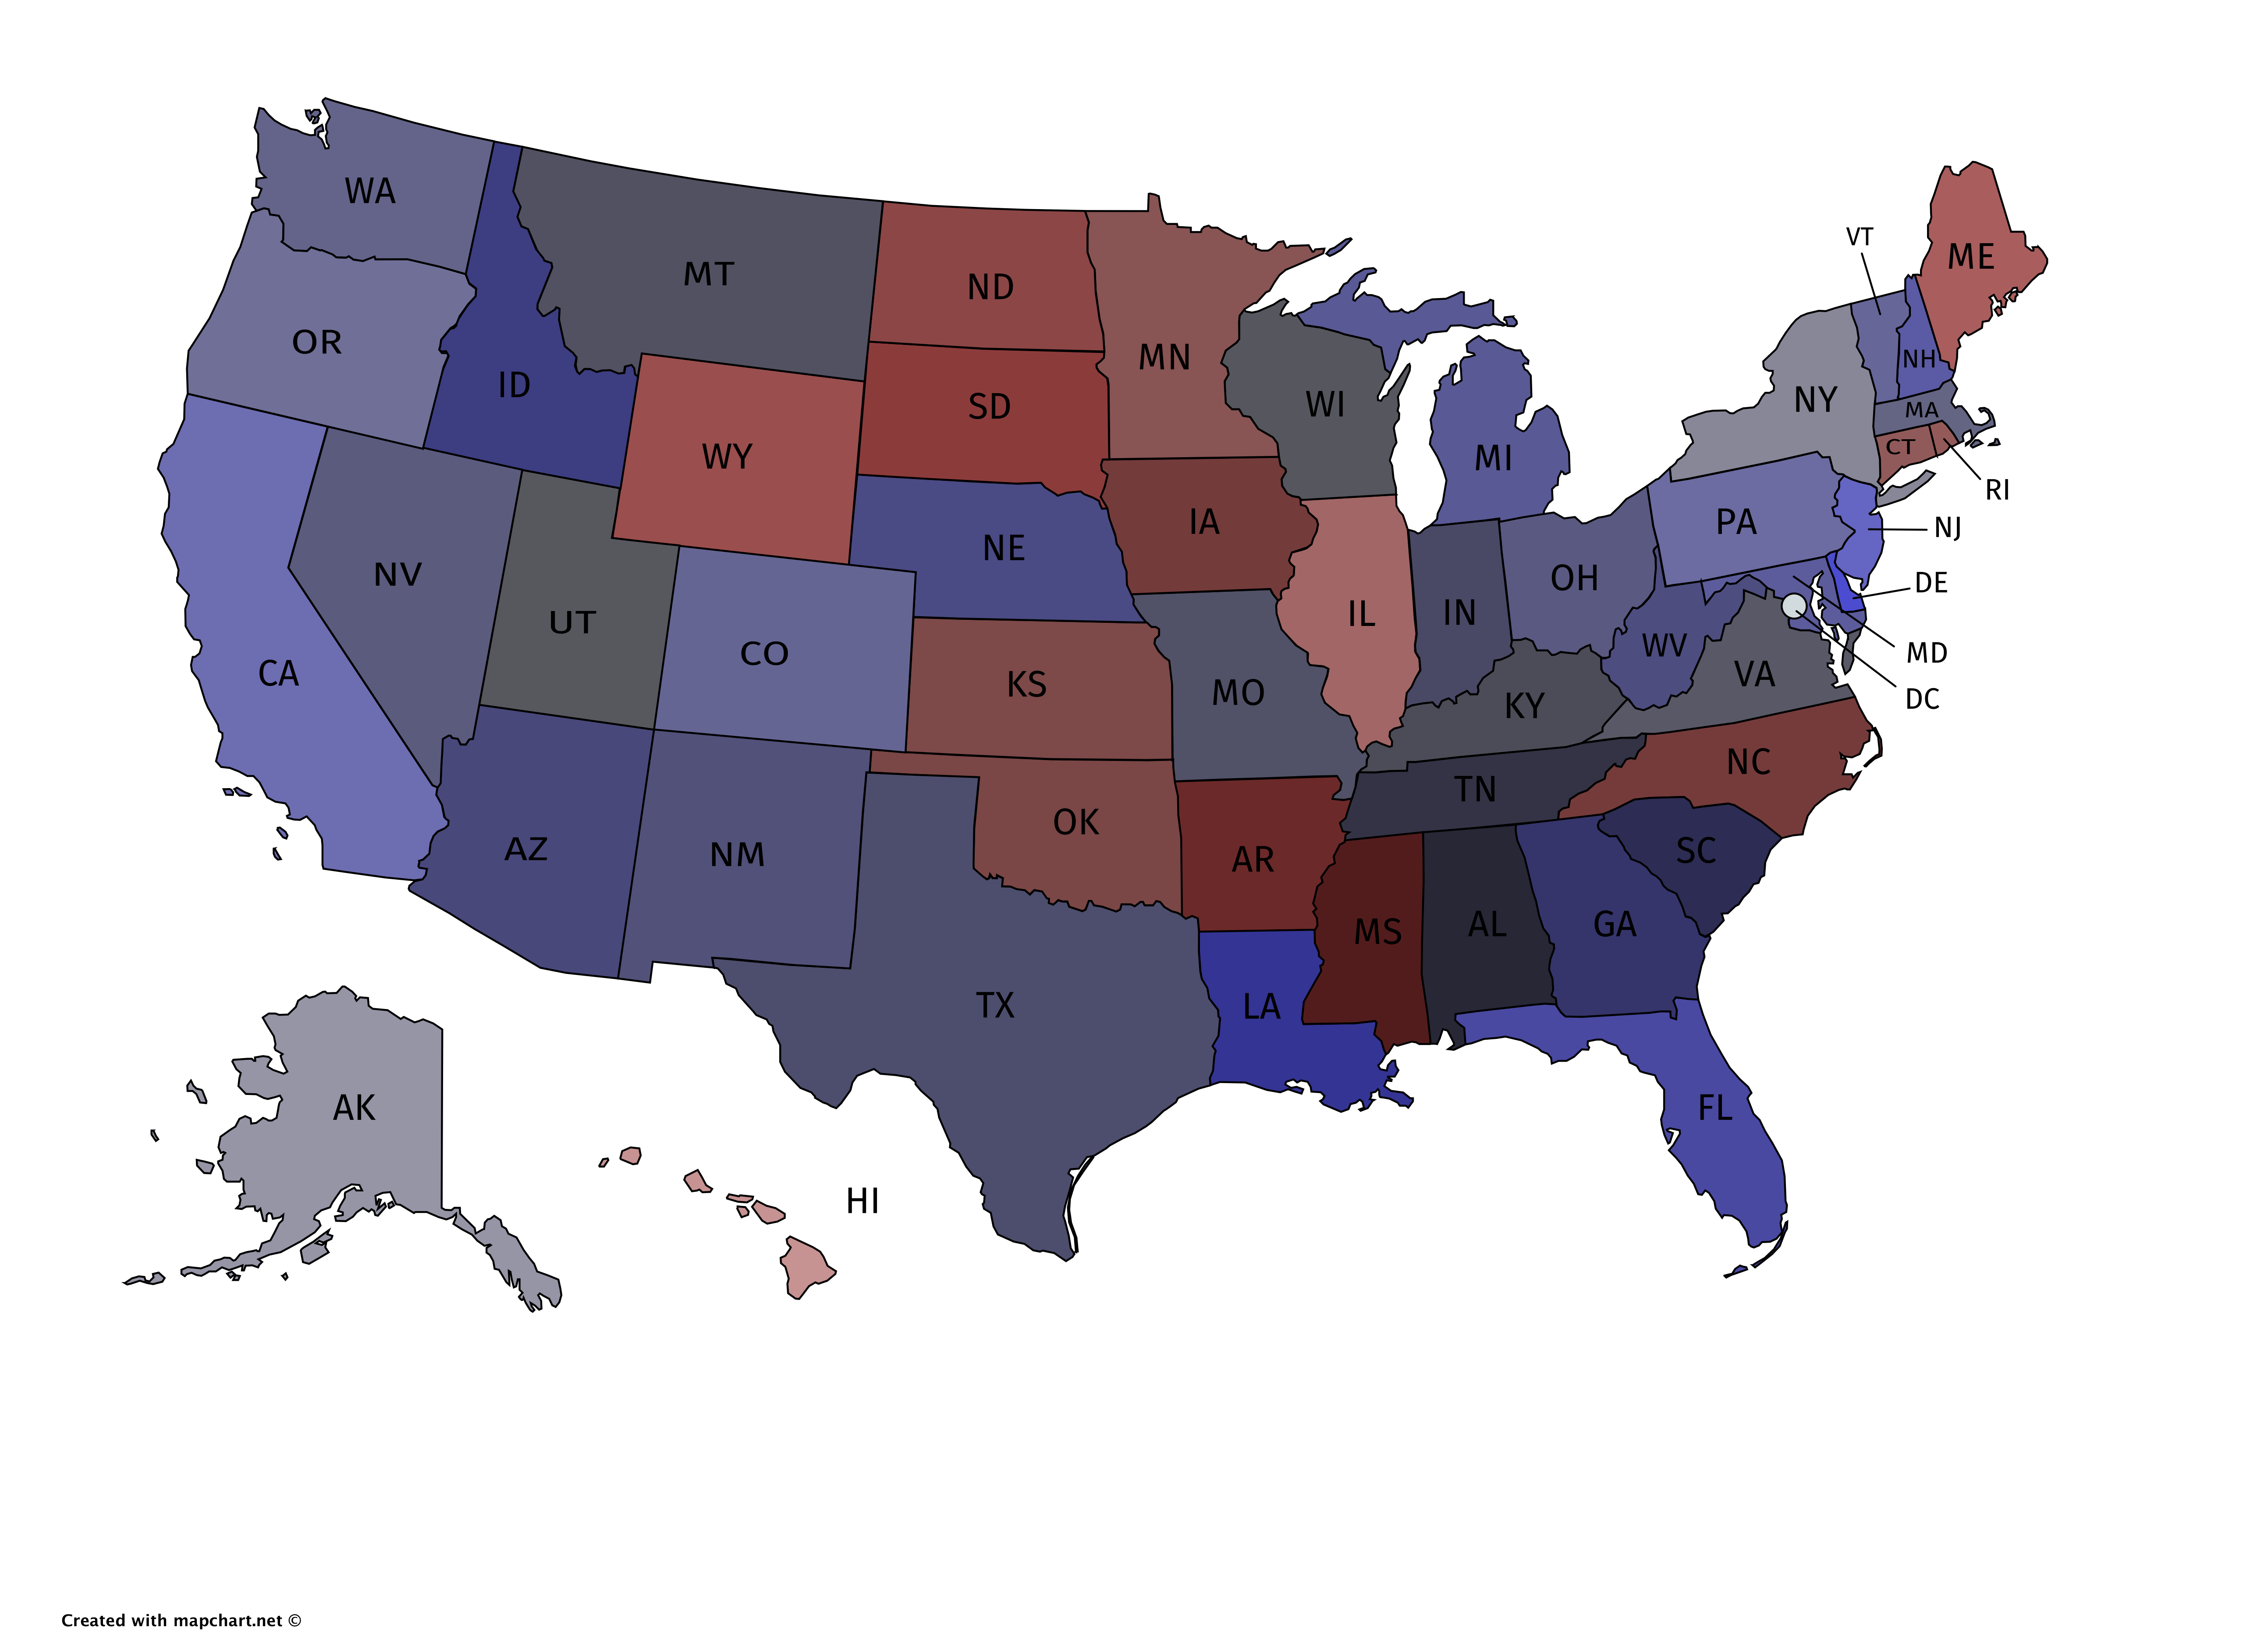 WA
MT
ND
MN
VT
ME
OR
ID
WY
SD
WI
MI
NY
NH
MA
CT
RI
NV
UT
CO
NE
IA
IL
IN
OH
PA
NJ
DE
MD
DC
CA
KS
MO
KY
WV
VA
AZ
NM
OK
AR
TN
NC
SC
TX
LA
MS
AL
GA
FL
AK
HI
Created with mapchart.net ©